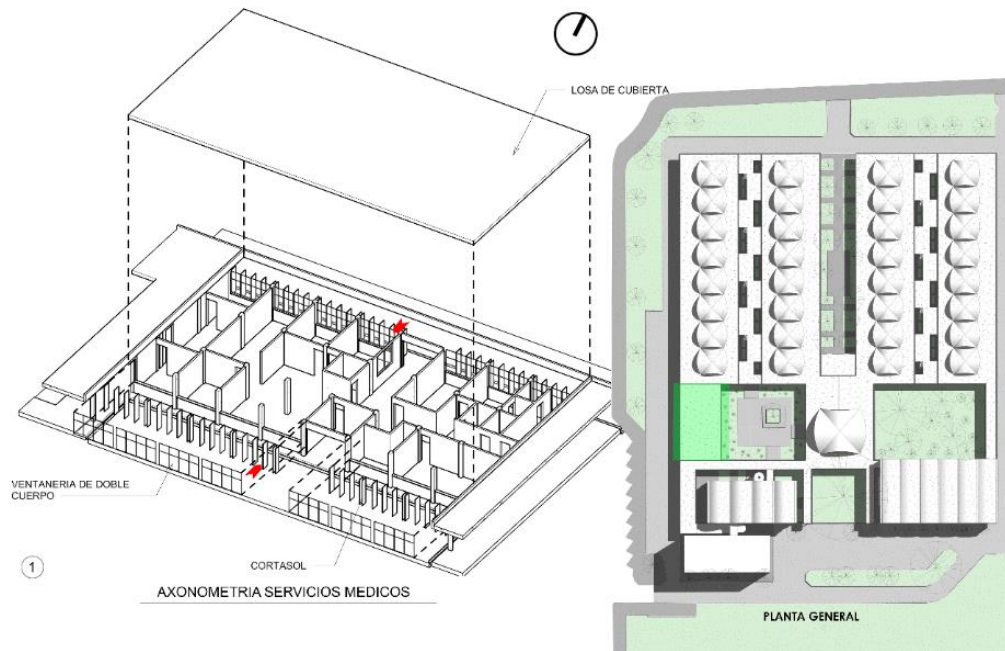 LOSA DE CUBIERTA
VENTANERIA DE DOBLE
CUERPO
CORTASOL
1
AXONOMETRIA SERVICIOS MEDICOS
PLANTA GENERAL